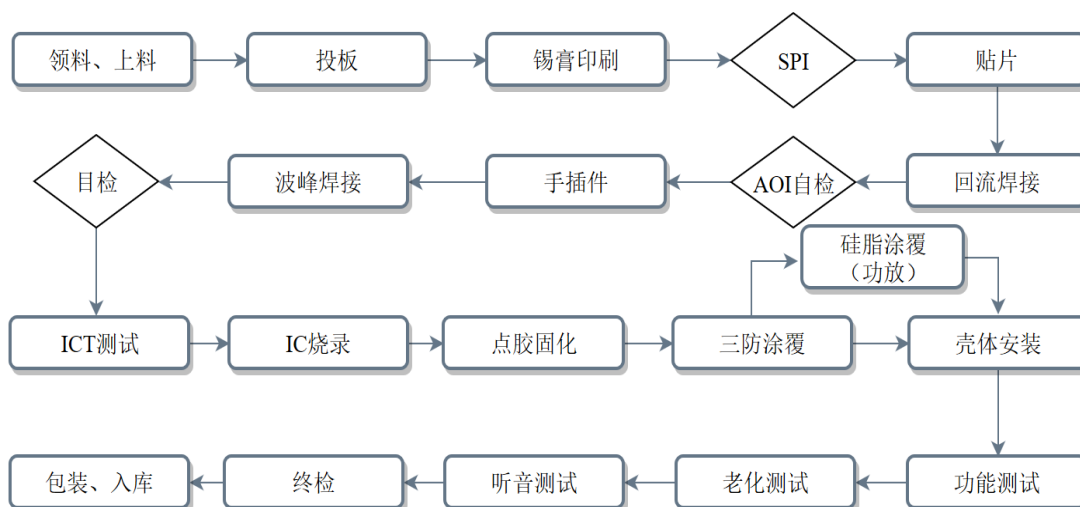 领料、上料
投板
锡膏印刷
SPI
贴片
目检
波峰焊接
手插件
AOI自检
回流焊接
硅脂涂覆
（功放）
ICT测试
IC烧录
点胶固化
三防涂覆
壳体安装
包装、入库
终检
听音测试
老化测试
功能测试